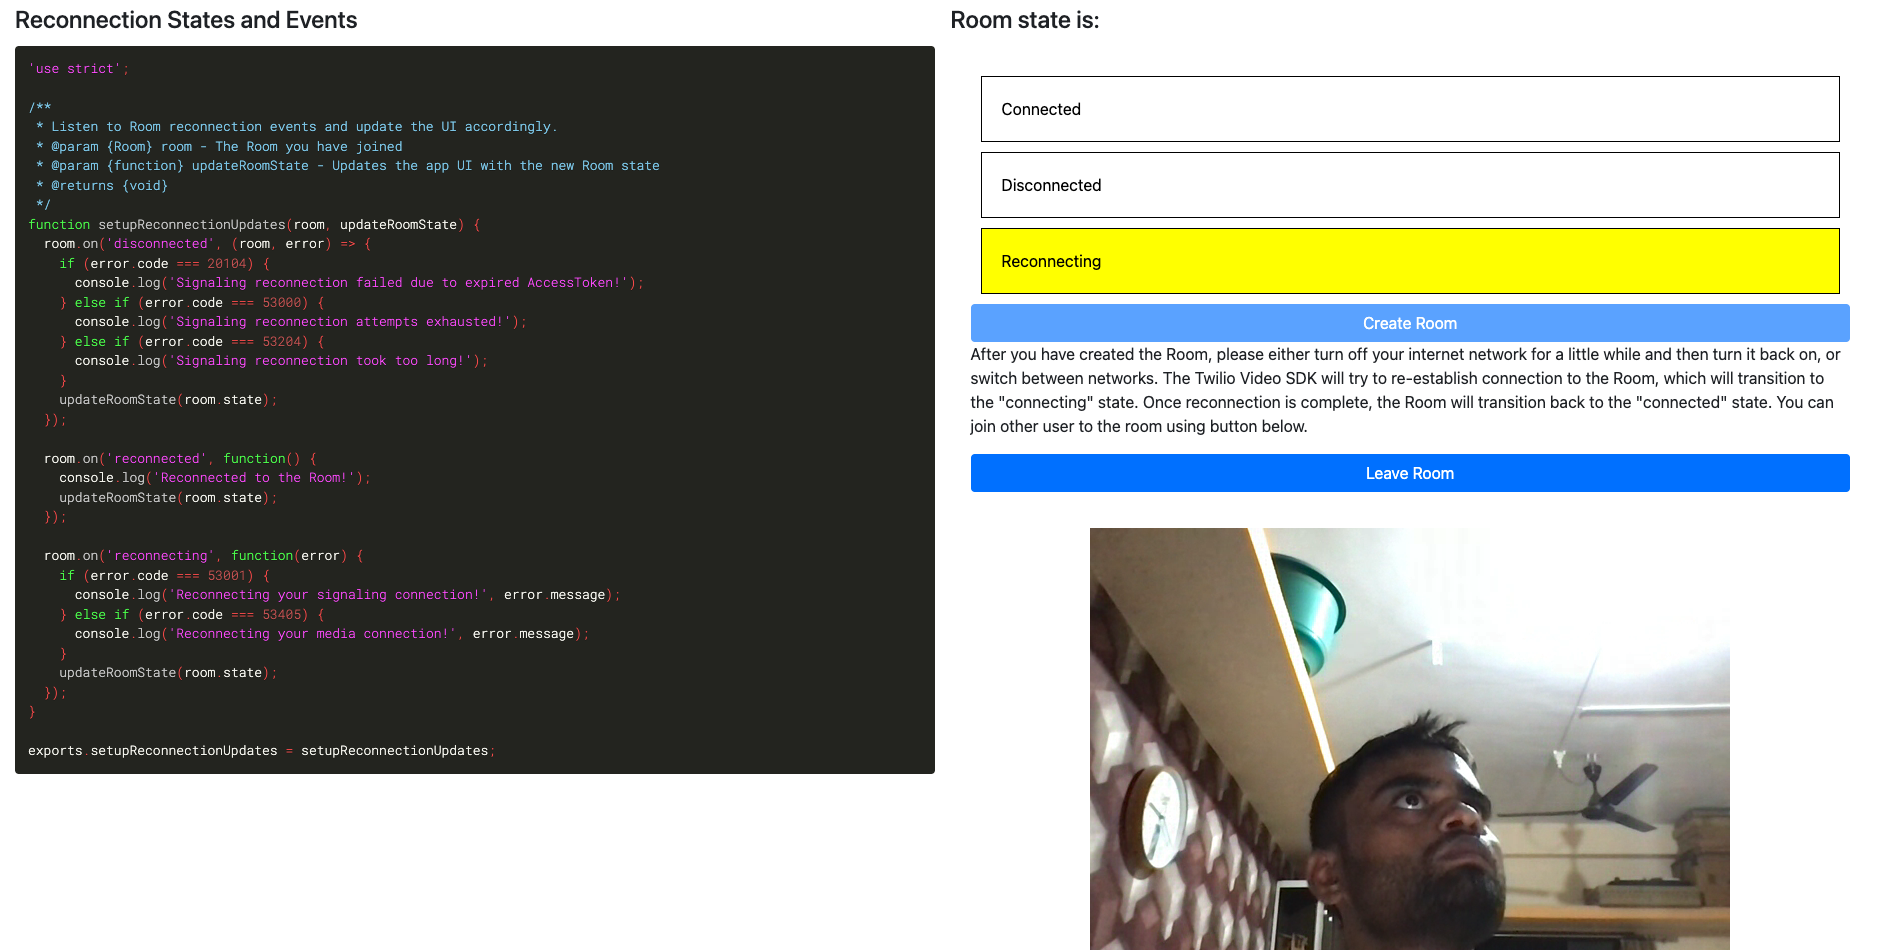 Reconnection States and Events
'use strict';
/**
* Listen to Room reconnection events and update the UI accordingly.
* @param {Room} room - The Room you have joined
* @param {function} updateRoomState - Updates the app UI with the new Room state
* @returns {void}
*/
function setupReconnectionUpdates(room, updateRoomState) {
room.on('disconnected', (room, error) => {
if (error.code === 20104) {
console.log('Signaling reconnection failed due to expired AccessToken!');
} else if (error.code === 53000) {
console.log('Signaling reconnection attempts exhausted!');
} else if (error.code === 53204) {
console.log('Signaling reconnection took too long!');
}
updateRoomState(room.state);
});
room.on('reconnected', function() {
console.log('Reconnected to the Room!');
updateRoomState(room.state);
});
room.on('reconnecting', function(error) {
if (error.code === 53001) {
console.log('Reconnecting your signaling connection!', error.message);
} else if (error.code === 53405) {
console.log('Reconnecting your media connection!', error.message);
}
updateRoomState(room.state);
});
}
exports.setupReconnectionUpdates = setupReconnectionUpdates;
Room state is:
Connected
Disconnected
Reconnecting
Create Room
After you have created the Room, please either turn off your internet network for a little while and then turn it back on, or
switch between networks. The Twilio Video SDK will try to re-establish connection to the Room, which will transition to
the "connecting" state. Once reconnection is complete, the Room will transition back to the "connected" state. You can
join other user to the room using button below.
Leave Room